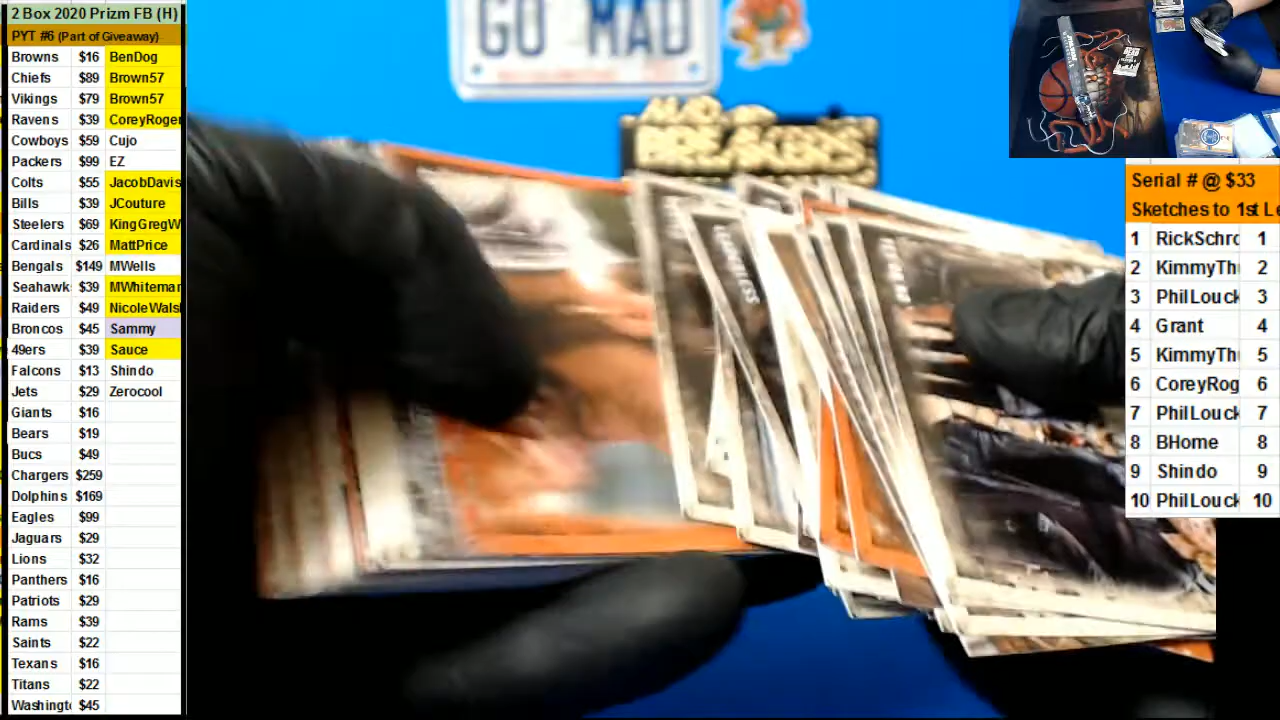 2 Box 2020 Prizm FB (H)
PYT #6 (Part of Giveaway)
Browns $16 BenDog
Chiefs $89 Brown57
Vikings $79 Brown57
Ravens $39 CoreyRoger
Cowboys $59 Cujo
Packers $99 EZ
Colts $55 JacobDavis
Bills $39 JCouture
Steelers $69 KingGregW
Cardinals $26 MattPrice
Bengals $149 MWells
Seahawk $39 MWhiteman
Raiders $49 NicoleWalsl
Broncos $45 Sammy
49ers $39 Sauce
Falcons $13 Shindo
Jets $29 Zerocool
Giants $16
Bears $19
Bucs $49
Chargers $259
Dolphins $169
Eagles $99
Jaguars $29
Lions $32
Panthers $16
Patriots $29
Rams $39
Saints $22
Texans $16
Titans $22
Washingt $45
GO MAD
BREAKERS
Serial # @ $33
Sketches to 1st Le
1 RickSchro 1
2 KimmyTh 2
3 PhilLouck 3
4 Grant 4
5 KimmyTh 5
6 CoreyRog 6
7 PhilLouck 7
8 BHome 8
9 Shindo 9
10 PhilLouck 10